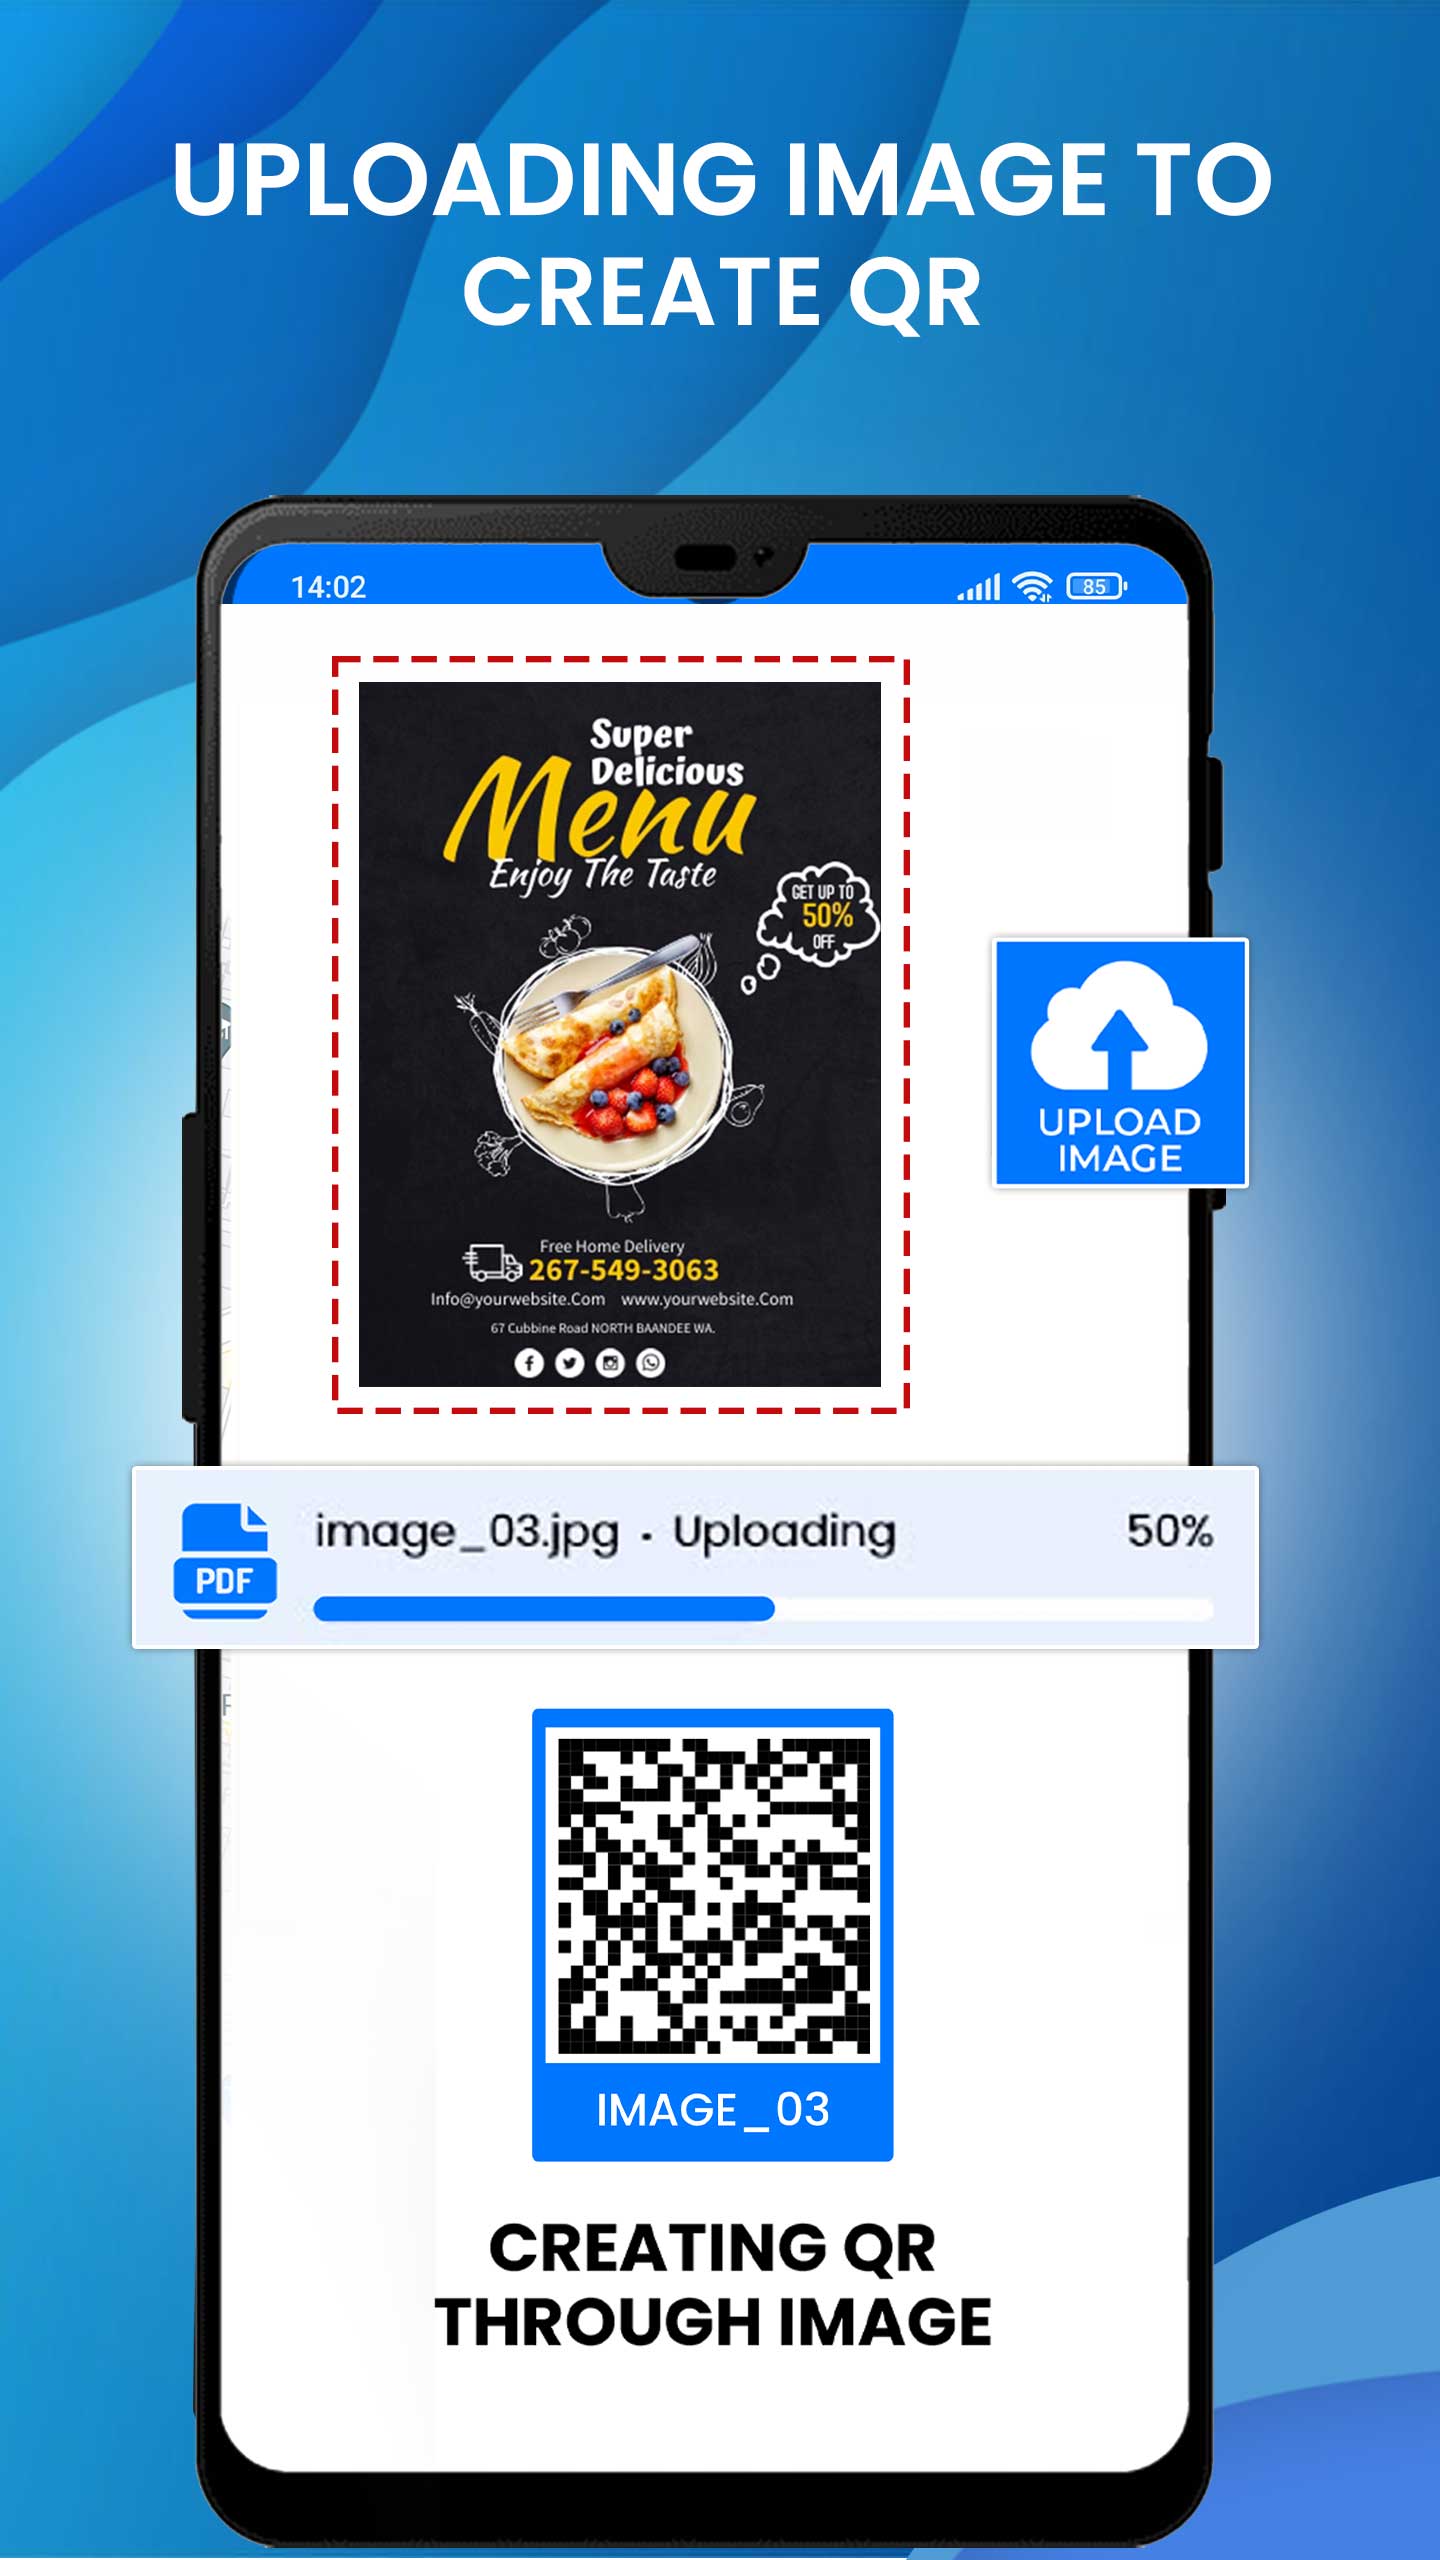 UPLOADING IMAGE TO
CREATE QR
14:02
85
Super
Delicious
Menu
Enjoy The Taste
GET UP TO
50%
OFF
UPLOAD
IMAGE
Free Home Delivery
267-549-3063
Info@yourwebsite.Com www.yourwebsite.Com
67 Cubbine Road NORTH BAANDEE WA.
image_03.jpg • Uploading 50%
PDF
IMAGE_03
CREATING QR
THROUGH IMAGE